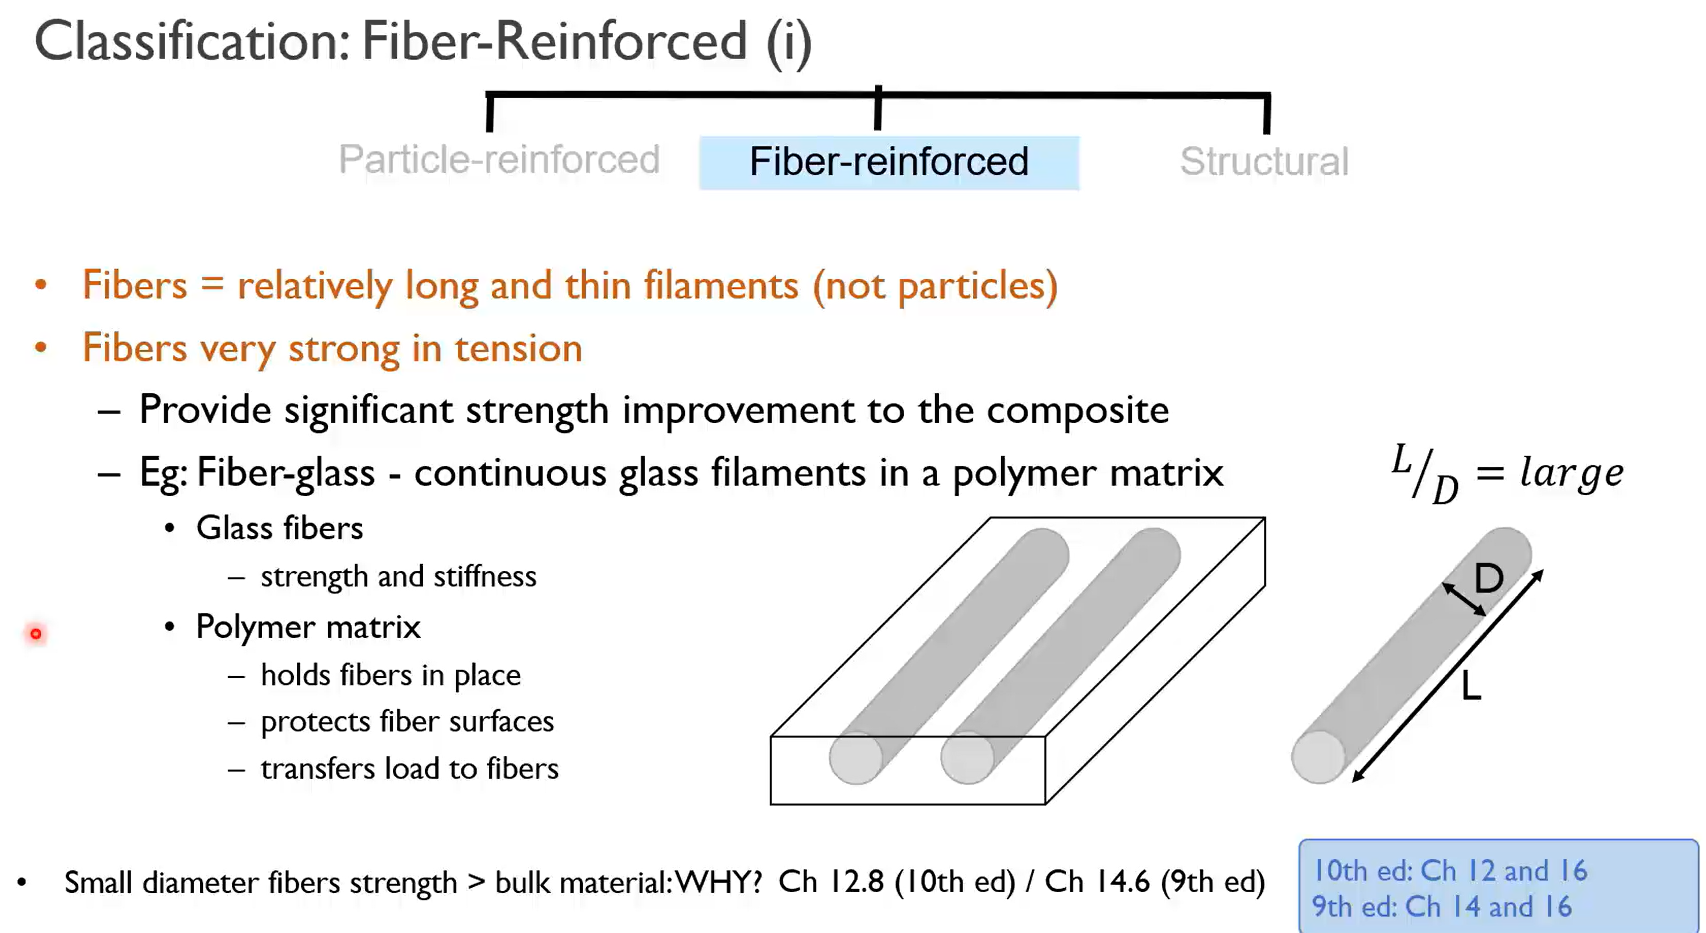 Classification: Fiber-Reinforced (i)
Particle-reinforced Fiber-reinforced Structural
• Fibers = relatively long and thin filaments (not particles)
• Fibers very strong in tension
– Provide significant strength improvement to the composite
– Eg: Fiber-glass - continuous glass filaments in a polymer matrix
L/D = large
• Glass fibers
– strength and stiffness
• Polymer matrix
– holds fibers in place
– protects fiber surfaces
– transfers load to fibers
D
L
• Small diameter fibers strength > bulk material: WHY? Ch 12.8 (10th ed) / Ch 14.6 (9th ed)
10th ed: Ch 12 and 16
9th ed: Ch 14 and 16